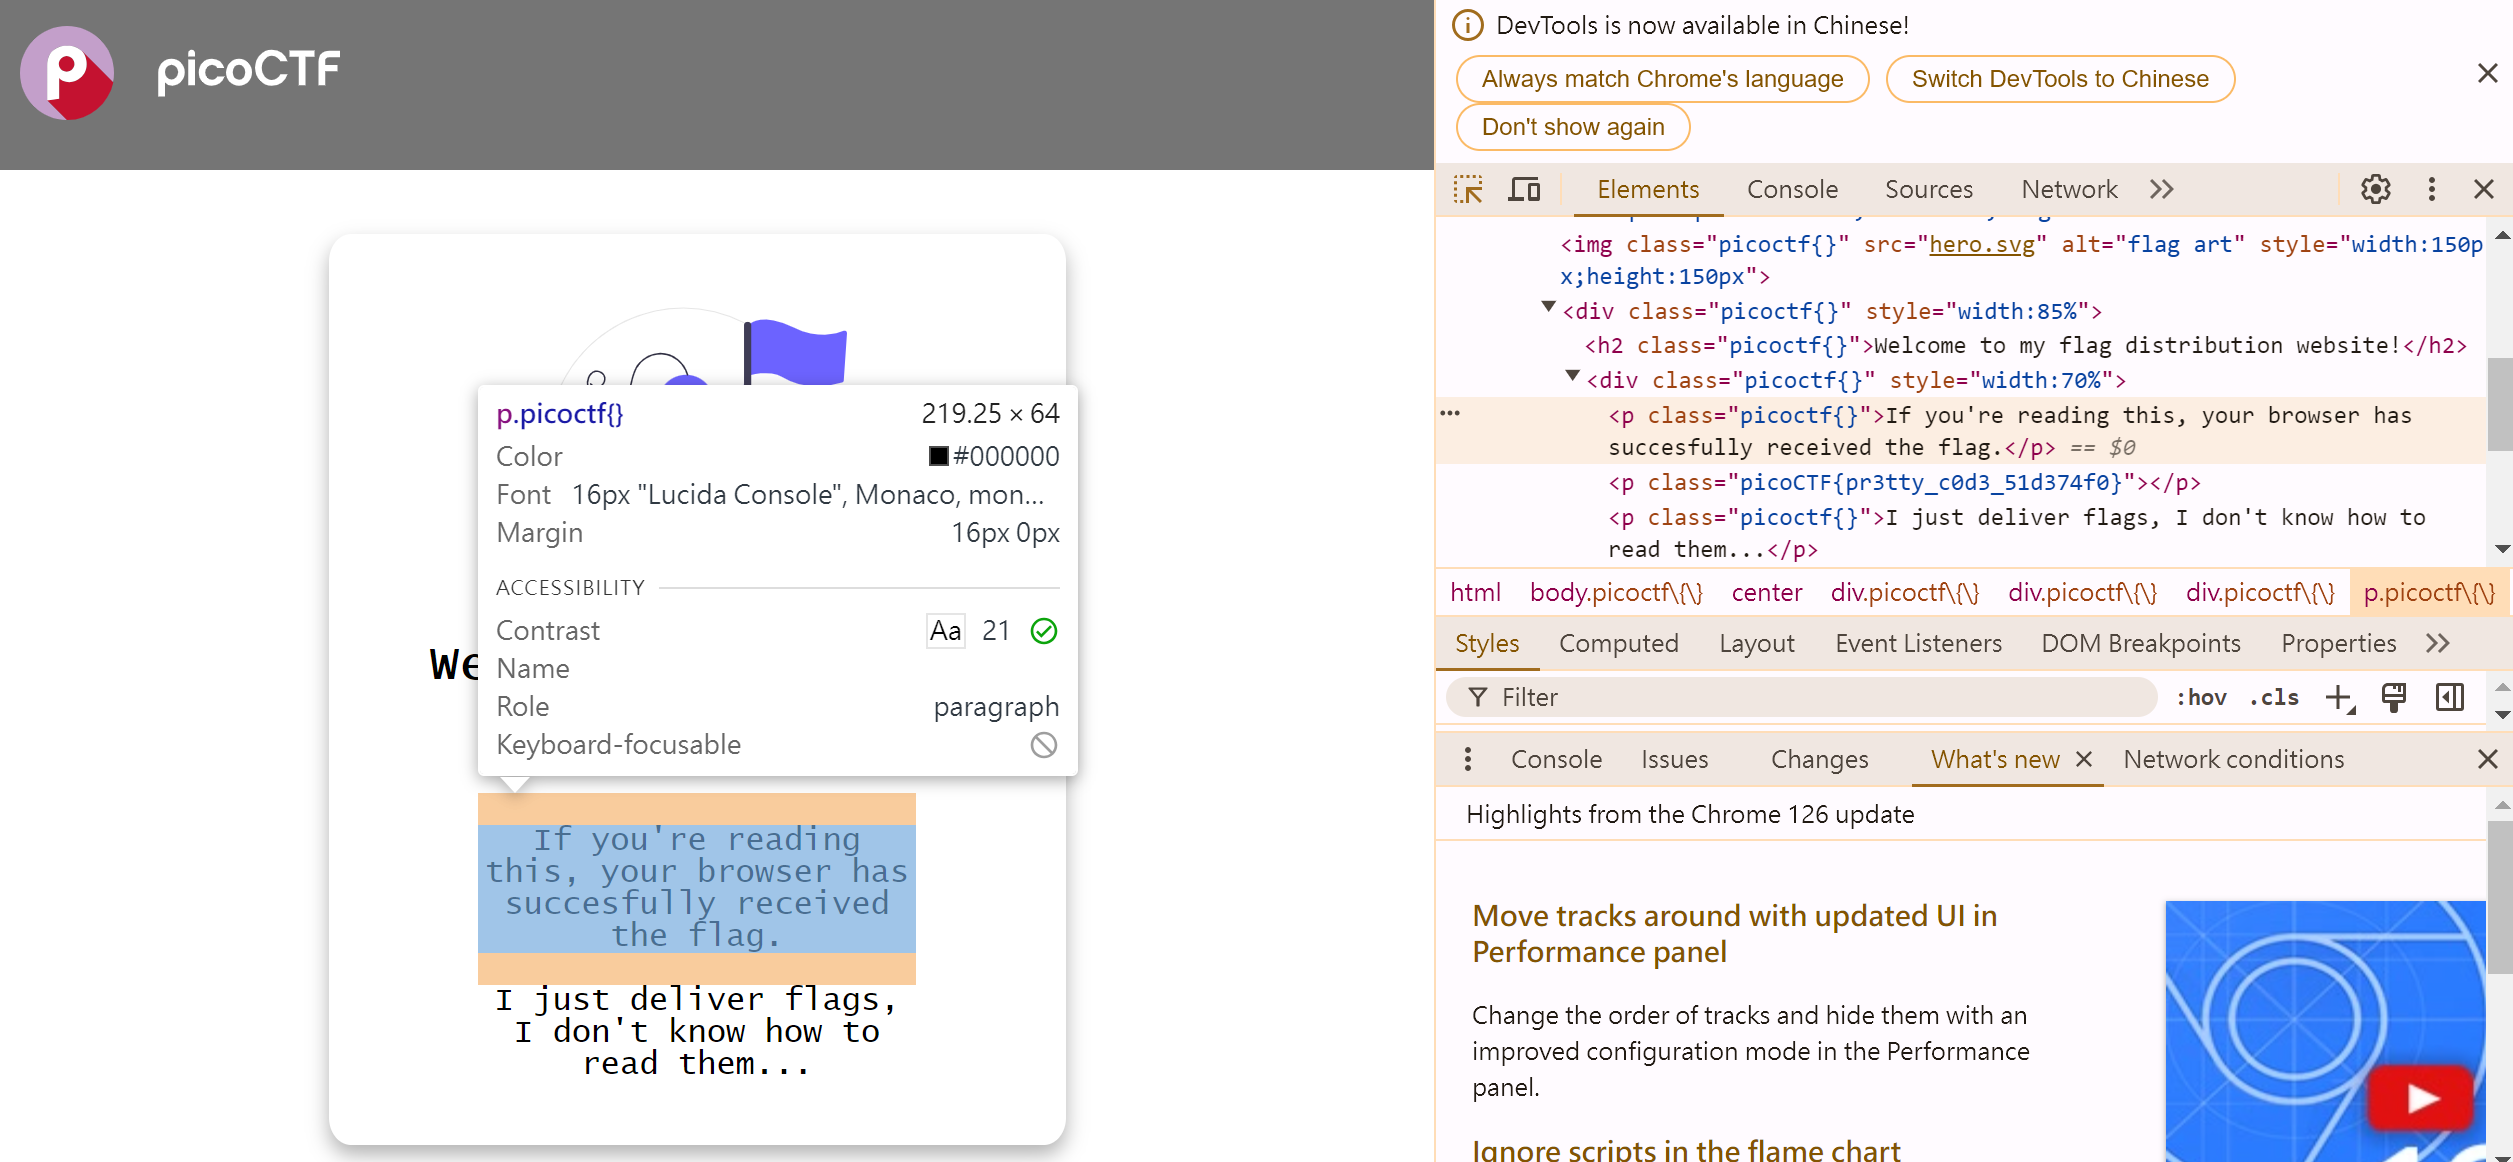 picoCTF
We
p.picoctf{} 219.25 × 64
Color #000000
Font 16px "Lucida Console", Monaco, mon...
Margin 16px 0px
ACCESSIBILITY
Contrast Aa 21
Name
Role paragraph
Keyboard-focusable
If you're reading
this, your browser has
succesfully received
the flag.
I just deliver flags,
I don't know how to
read them...
DevTools is now available in Chinese!
Always match Chrome's language Switch DevTools to Chinese
Don't show again
Elements Console Sources Network
<img class="picoctf{}" src="hero.svg" alt="flag art" style="width:150p
x;height:150px">
<div class="picoctf{}" style="width:85%">
<h2 class="picoctf{}">Welcome to my flag distribution website!</h2>
<div class="picoctf{}" style="width:70%">
<p class="picoctf{}">If you're reading this, your browser has
succesfully received the flag.</p> == $0
<p class="picoCTF{pr3tty_c0d3_51d374f0}"></p>
<p class="picoctf{}">I just deliver flags, I don't know how to
read them...</p>
html body.picoctf\{\} center div.picoctf\{\} div.picoctf\{\} div.picoctf\{\} p.picoctf\{\}
Styles Computed Layout Event Listeners DOM Breakpoints Properties
Filter :hov .cls
Console Issues Changes What's new Network conditions
Highlights from the Chrome 126 update
Move tracks around with updated UI in
Performance panel
Change the order of tracks and hide them with an
improved configuration mode in the Performance
panel.
Ignore scripts in the flame chart